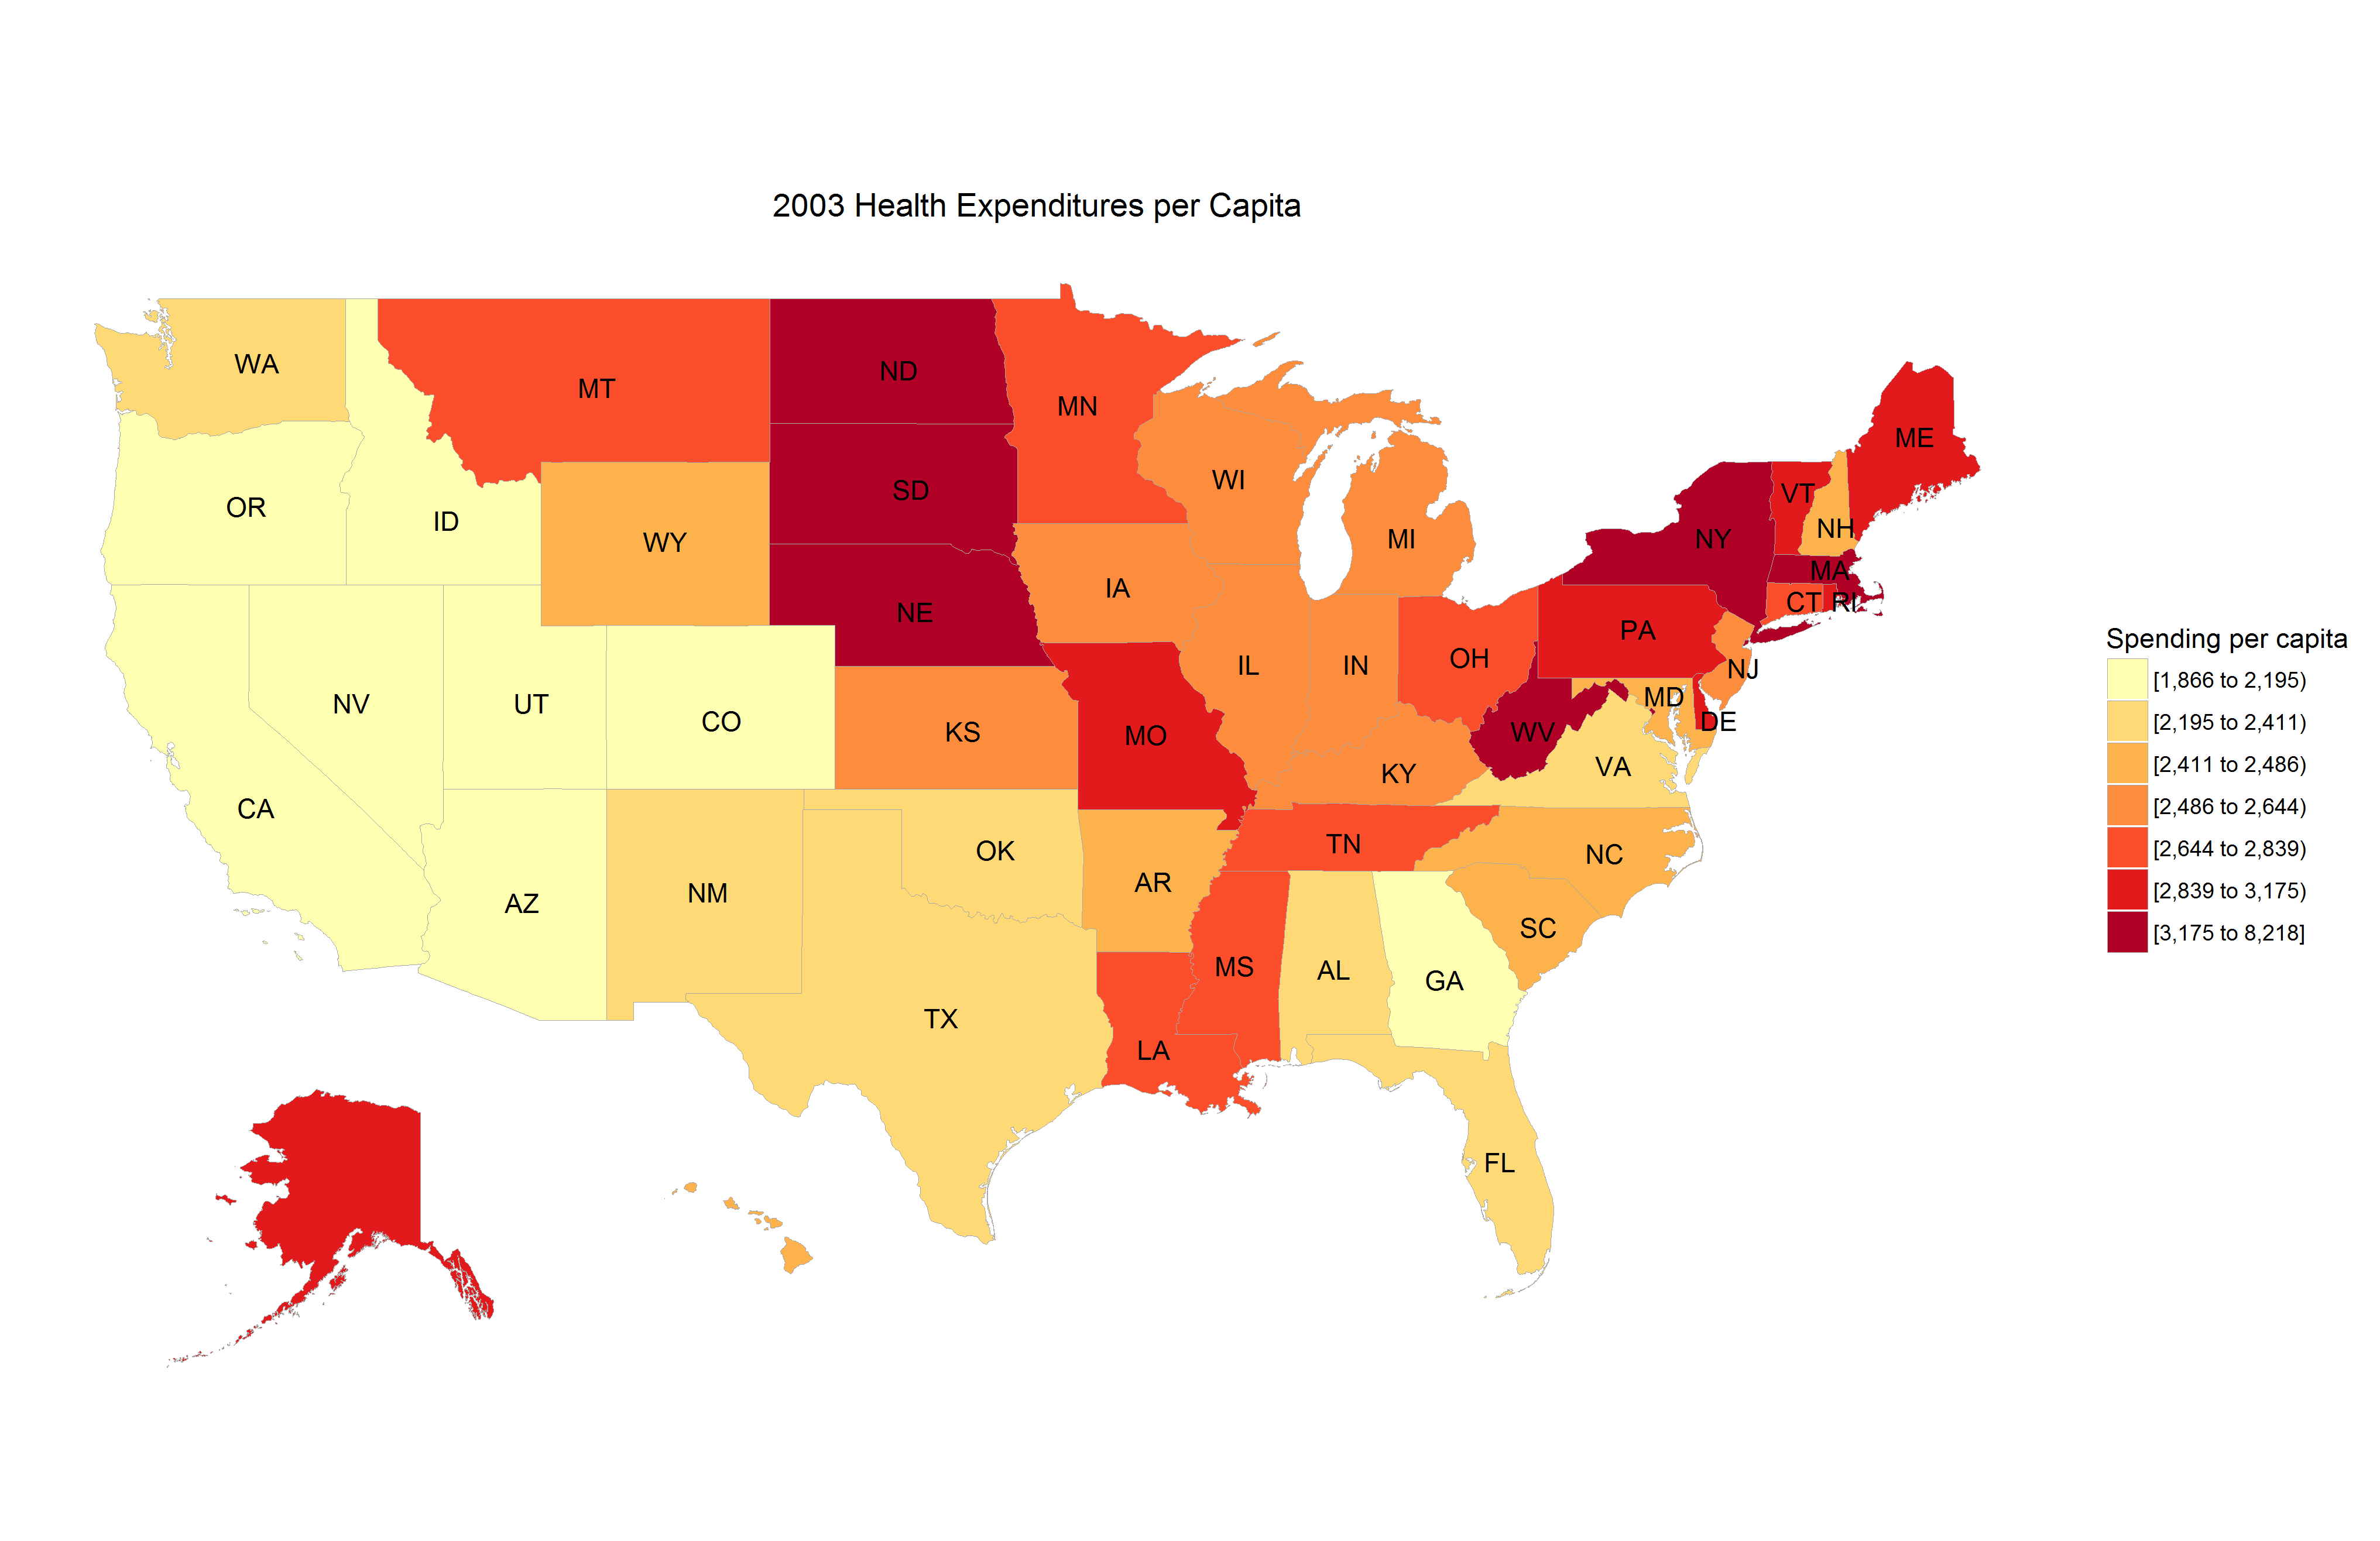 2003 Health Expenditures per Capita
WA
MT
ND
MN
ME
OR
ID
WY
SD
WI
MI
NY
VT
NH
MA
CT RI
NE
IA
PA
IL
IN
OH
NJ
MD
DE
NV
UT
CO
KS
MO
WV
KY
VA
CA
AZ
NM
OK
AR
TN
NC
SC
MS
AL
GA
TX
LA
FL
Spending per capita
[1,866 to 2,195)
[2,195 to 2,411)
[2,411 to 2,486)
[2,486 to 2,644)
[2,644 to 2,839)
[2,839 to 3,175)
[3,175 to 8,218]